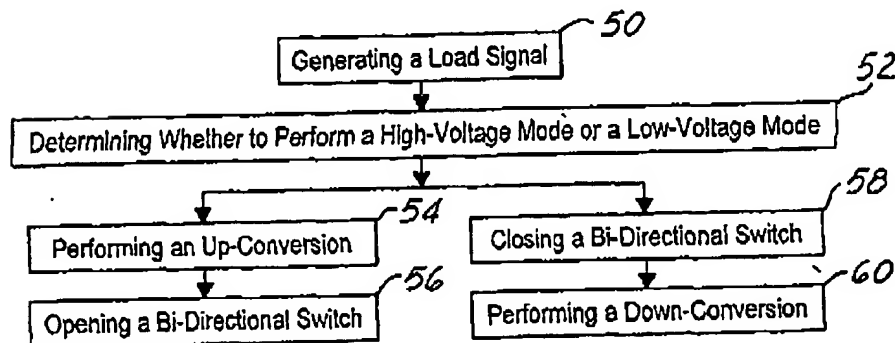 50
Generating a Load Signal
52
Determining Whether to Perform a High-Voltage Mode or a Low-Voltage Mode
54
Performing an Up-Conversion
56
Opening a Bi-Directional Switch
58
Closing a Bi-Directional Switch
60
Performing a Down-Conversion